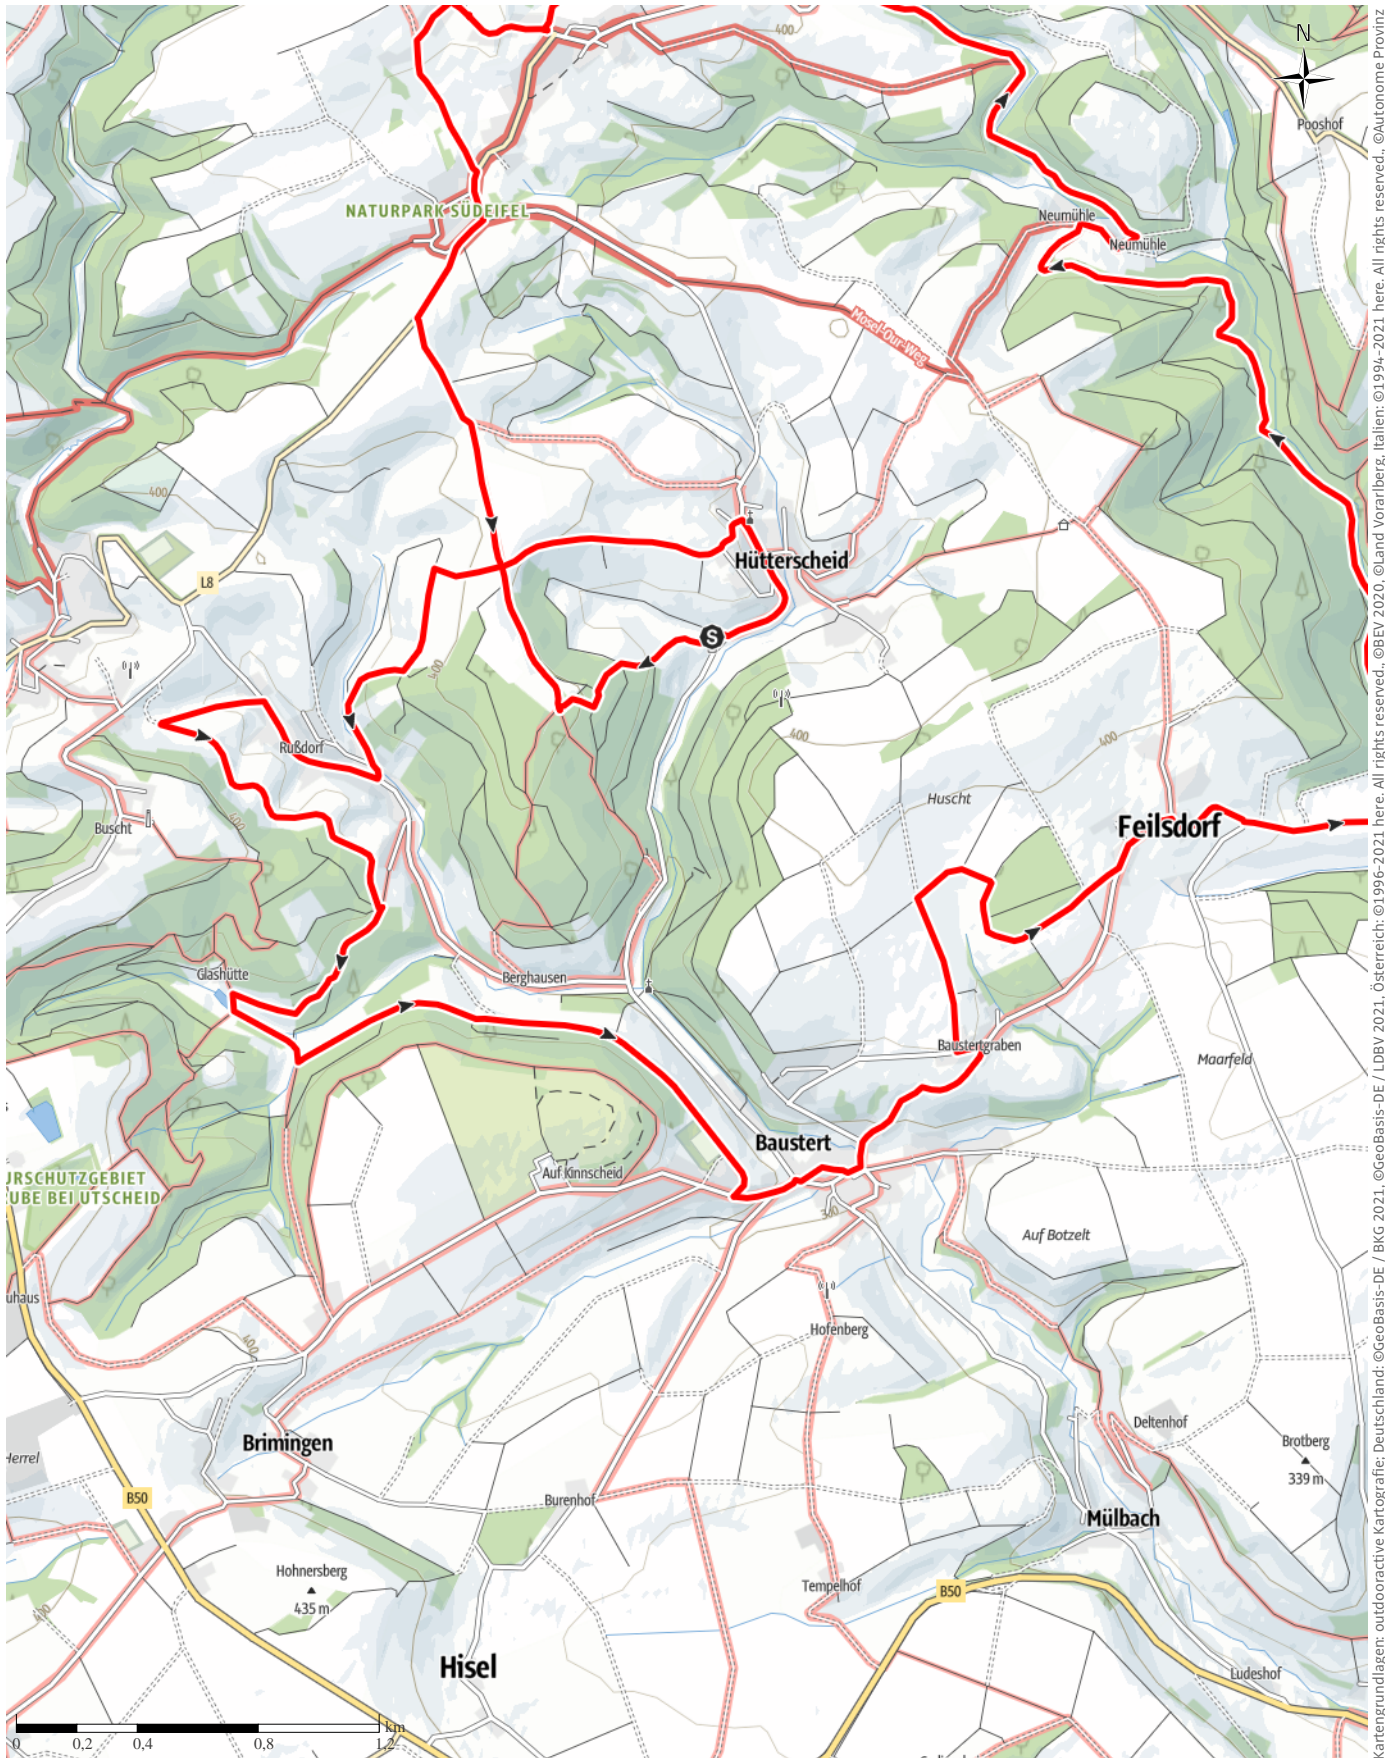 N
400
Pooshof
NATURPARK SÜDEIFEL
Neumühle
Neumühle
Mosel-Our-Weg
400
Hütterscheid
L8
S
400
400
400
Rußdorf
Huscht
400
Buscht
Feilsdorf
Glashütte
Berghausen
Baustertgraben
Maarfeld
Baustert
Auf Kinnscheid
URSCHUTZGEBIET
UBE BEI UTSCHEID
300
Auf Botzelt
uhaus
Hofenberg
400
Deltenhof
Brimingen
Brotberg
339 m
Herrel
B50
Burenhof
Mülbach
Hohnersberg
435 m
Tempelhof
B50
400
Hisel
Ludeshof
km
0
0,2
0,4
0,8
1,2
Kartengrundlagen: outdooractive Kartografie; Deutschland: ©GeoBasis-DE / BKG 2021, ©GeoBasis-DE / LDBV 2021, Österreich: ©1996-2021 here. All rights reserved., ©BEV 2020, ©Land Vorarlberg, Italien: ©1994-2021 here. All rights reserved., ©Autonome Provinz